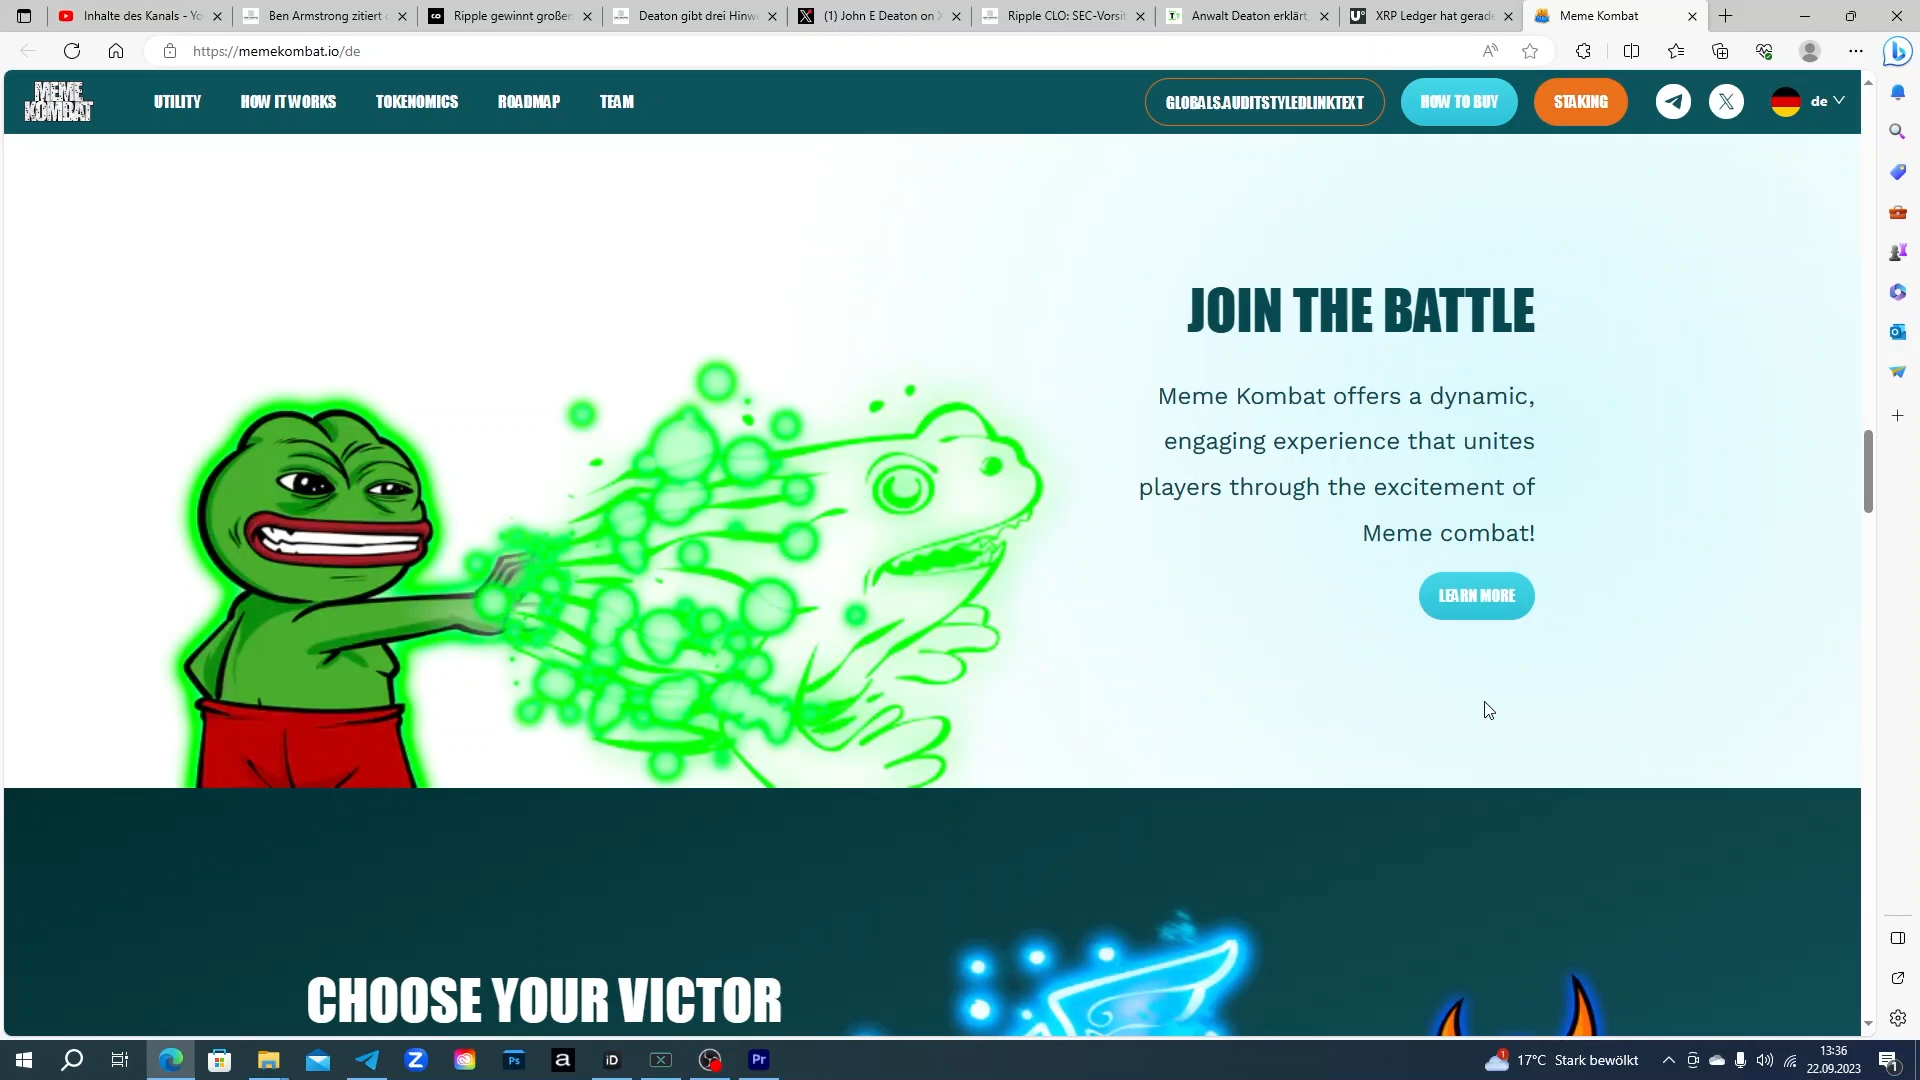 Inhalte des Kanals - Yo
Ben Armstrong zitiert
Ripple gewinnt großen
Deaton gibt drei Hinw
(1) John E Deaton on
Ripple CLO: SEC-Vorsit
Anwalt Deaton erklärt,
XRP Ledger hat gerade
Meme Kombat
https://memekombat.io/de
MEME
KOMBAT
UTILITY
HOW IT WORKS
TOKENOMICS
ROADMAP
TEAM
GLOBALS.AUDITSTYLEDLINKTEXT
HOW TO BUY
STAKING
de
JOIN THE BATTLE
Meme Kombat offers a dynamic,
engaging experience that unites
players through the excitement of
Meme combat!
LEARN MORE
CHOOSE YOUR VICTOR
17°C Stark bewölkt
13:36
22.09.2023